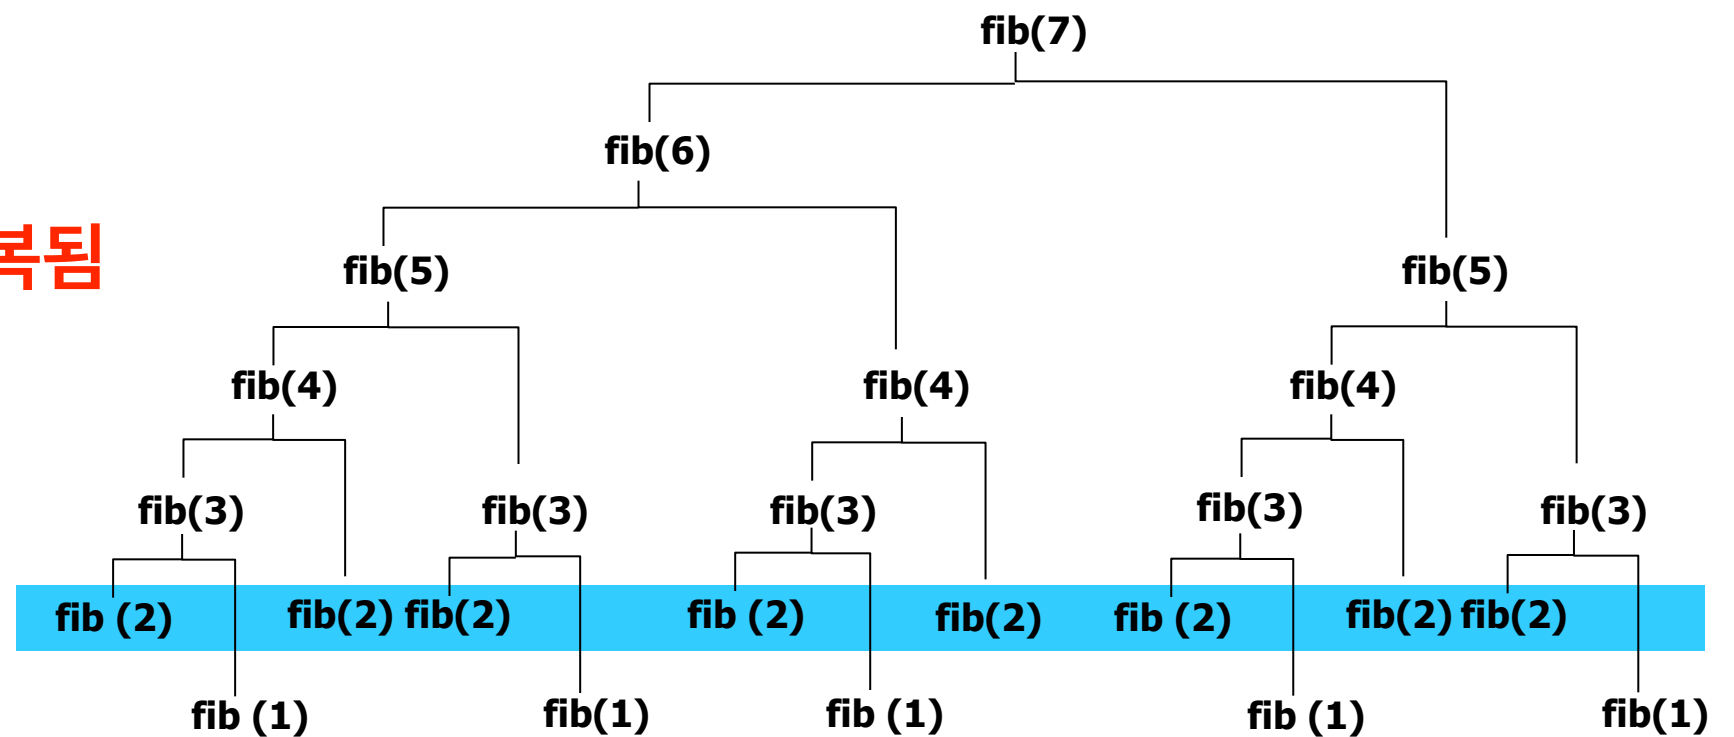 fib(7)
fib(6)
복됨
fib(5) fib(5)
fib(4) fib(4) fib(4)
fib(3) fib(3) fib(3) fib(3) fib(3)
fib (2) fib(2) fib(2) fib (2) fib(2) fib (2) fib(2) fib(2)
fib (1) fib(1) fib (1) fib (1) fib(1)